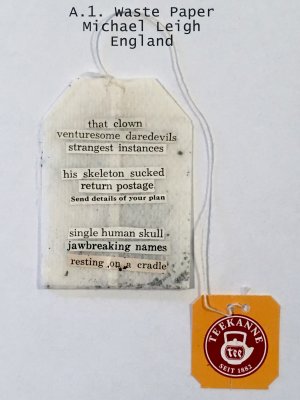 A.1. Waste Paper
Michael Leigh
England
that clown
venturesome daredevils
strangest instances
his skeleton sucked
return postage
Send details of your plan
single human skull
jawbreaking names
resting on a cradle
TEEKANNE
Tee
SEIT 1882